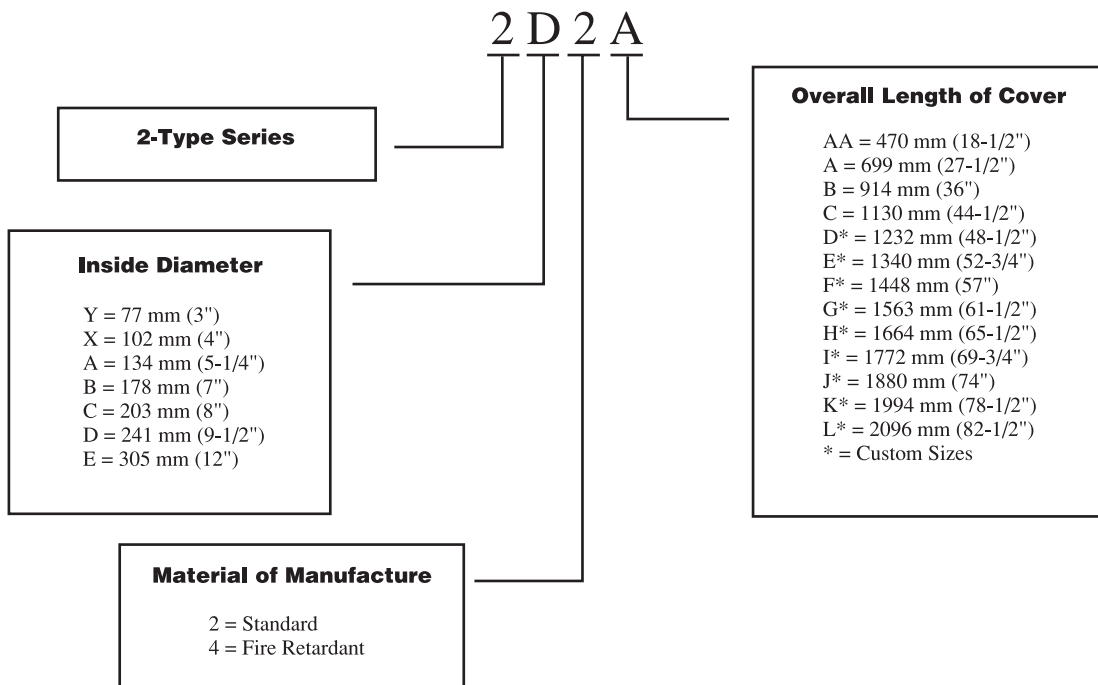 2 D 2 A
2-Type Series
Inside Diameter
Y = 77 mm (3")
X = 102 mm (4")
A = 134 mm (5-1/4")
B = 178 mm (7")
C = 203 mm (8")
D = 241 mm (9-1/2")
E = 305 mm (12")
Material of Manufacture
2 = Standard
4 = Fire Retardant
Overall Length of Cover
AA = 470 mm (18-1/2")
A = 699 mm (27-1/2")
B = 914 mm (36")
C = 1130 mm (44-1/2")
D* = 1232 mm (48-1/2")
E* = 1340 mm (52-3/4")
F* = 1448 mm (57")
G* = 1563 mm (61-1/2")
H* = 1664 mm (65-1/2")
I* = 1772 mm (69-3/4")
J* = 1880 mm (74")
K* = 1994 mm (78-1/2")
L* = 2096 mm (82-1/2")
* = Custom Sizes